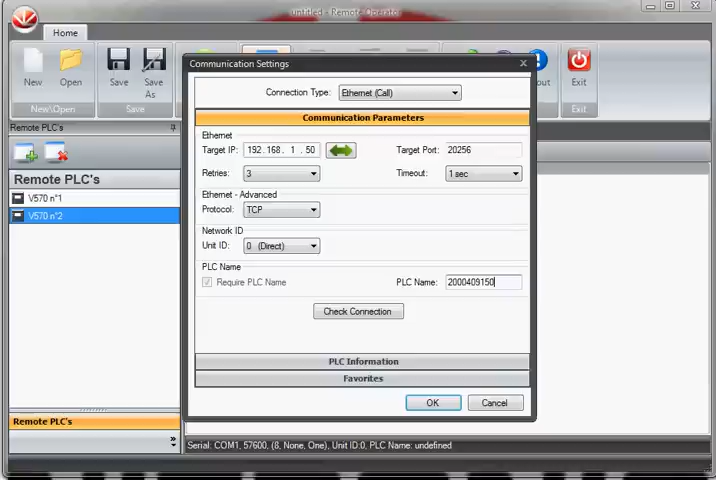 untitled - Remote Operator
Home
New
Open
Save
Save As
Exit
New\Open
Save
Exit
Remote PLC's
Remote PLC's
V570 n°1
V570 n°2
Remote PLC's
Communication Settings
Connection Type: Ethernet (Call)
Communication Parameters
Ethernet
Target IP: 192.168. 1 . 50
Target Port: 20256
Retries: 3
Timeout: 1 sec
Ethernet - Advanced
Protocol: TCP
Network ID
Unit ID: 0 (Direct)
PLC Name
Require PLC Name
PLC Name: 2000409150
Check Connection
PLC Information
Favorites
OK
Cancel
Serial: COM1, 57600, (8, None, One), Unit ID:0, PLC Name: undefined